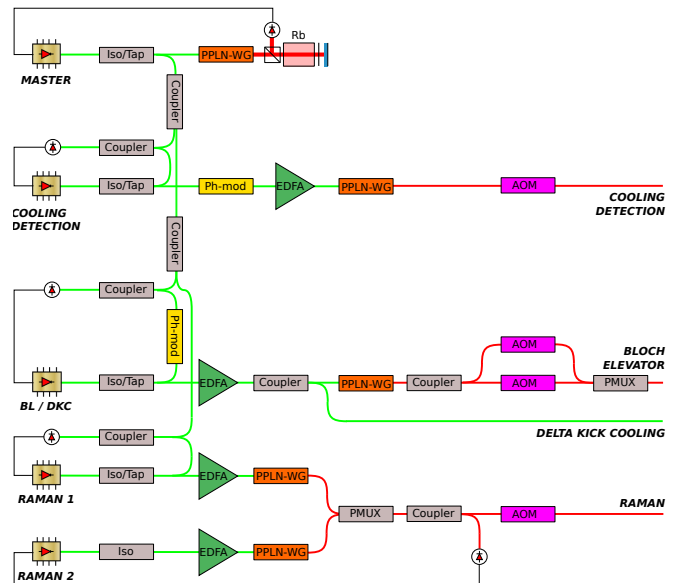 Rb
Iso/Tap
PPLN-WG
MASTER
Coupler
Coupler
Iso/Tap
Ph-mod
EDFA
PPLN-WG
AOM
COOLING
DETECTION
COOLING
DETECTION
Coupler
Coupler
Ph-mod
AOM
BLOCH
ELEVATOR
Iso/Tap
EDFA
Coupler
PPLN-WG
Coupler
AOM
PMUX
BL / DKC
DELTA KICK COOLING
Coupler
Iso/Tap
EDFA
PPLN-WG
RAMAN 1
PMUX
Coupler
AOM
RAMAN
Iso
EDFA
PPLN-WG
RAMAN 2